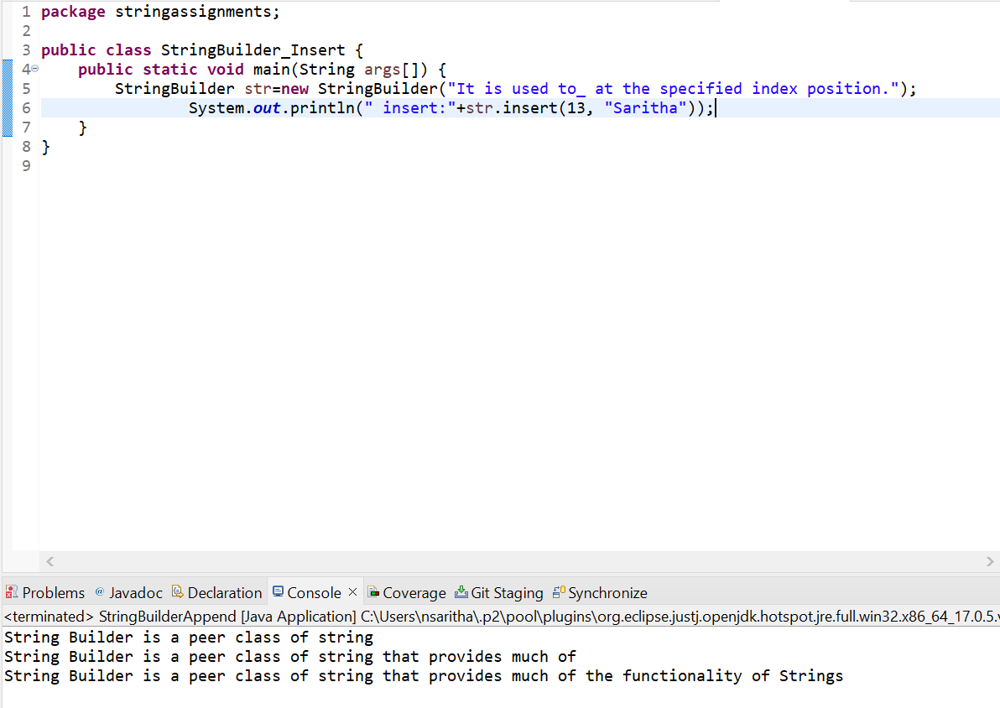 1 package stringassignments;
2
3 public class StringBuilder_Insert {
4 public static void main(String args[]) {
5 StringBuilder str=new StringBuilder("It is used to_ at the specified index position.");
6 System.out.println(" insert:"+str.insert(13, "Saritha"));
7 }
8 }
9
Problems @ Javadoc Declaration Console Coverage Git Staging Synchronize
<terminated> StringBuilderAppend [Java Application] C:\Users\nsaritha\.p2\pool\plugins\org.eclipse.justj.openjdk.hotspot.jre.full.win32.x86_64_17.0.5.v
String Builder is a peer class of string
String Builder is a peer class of string that provides much of
String Builder is a peer class of string that provides much of the functionality of Strings